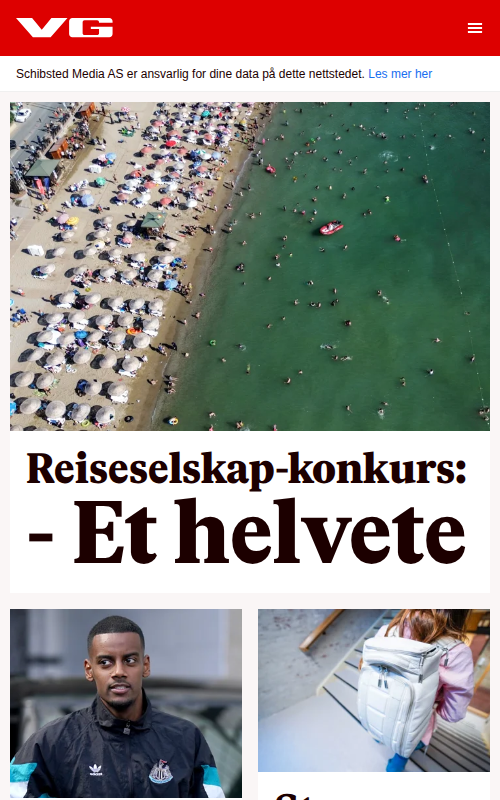 VG
Schibsted Media AS er ansvarlig for dine data på dette nettstedet. Les mer her
Reiseselskap-konkurs:
- Et helvete